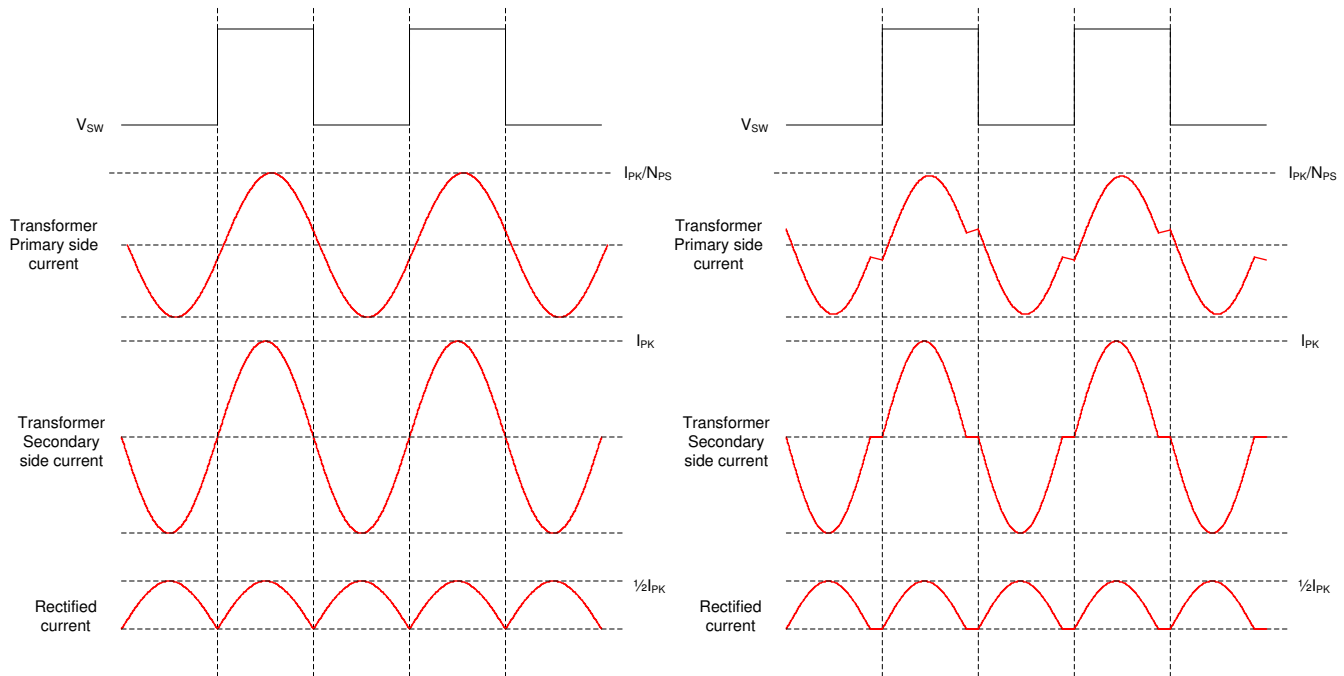 V_SW
I_PK/N_PS
Transformer
Primary side
current
I_PK
Transformer
Secondary
side current
½I_PK
Rectified
current
V_SW
I_PK/N_PS
Transformer
Primary side
current
I_PK
Transformer
Secondary
side current
½I_PK
Rectified
current